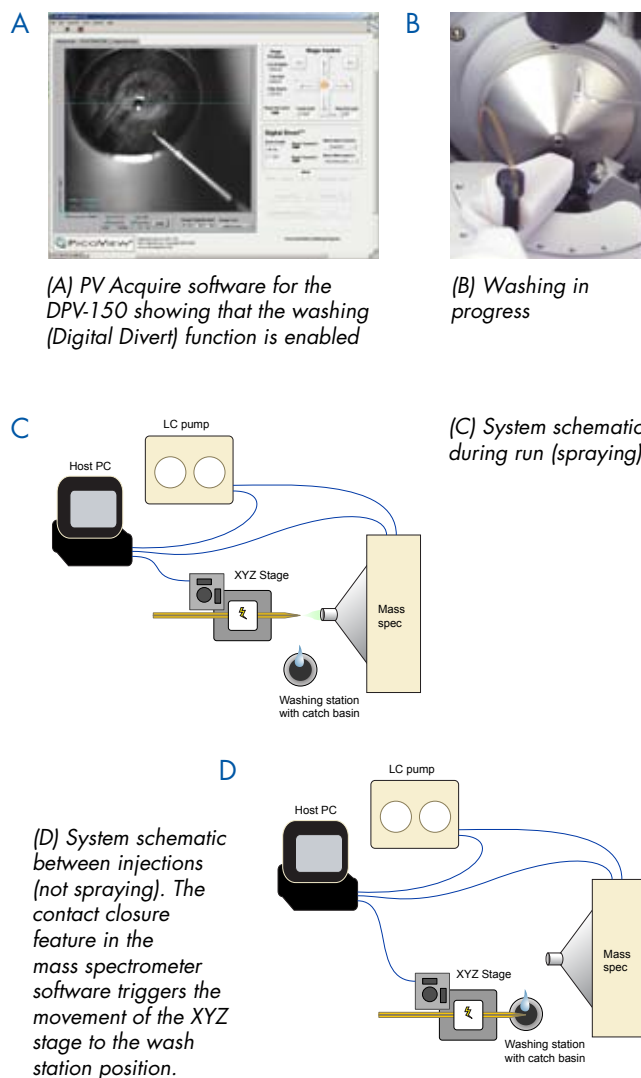 A
B
PICOVIEW
(A) PV Acquire software for the
DPV-150 showing that the washing
(Digital Divert) function is enabled
(B) Washing in
progress
C
(C) System schematic
during run (spraying)
LC pump
Host PC
XYZ Stage
Mass
spec
Washing station
with catch basin
D
(D) System schematic
between injections
(not spraying). The
contact closure
feature in the
mass spectrometer
software triggers the
movement of the XYZ
stage to the wash
station position.
LC pump
Host PC
XYZ Stage
Mass
spec
Washing station
with catch basin